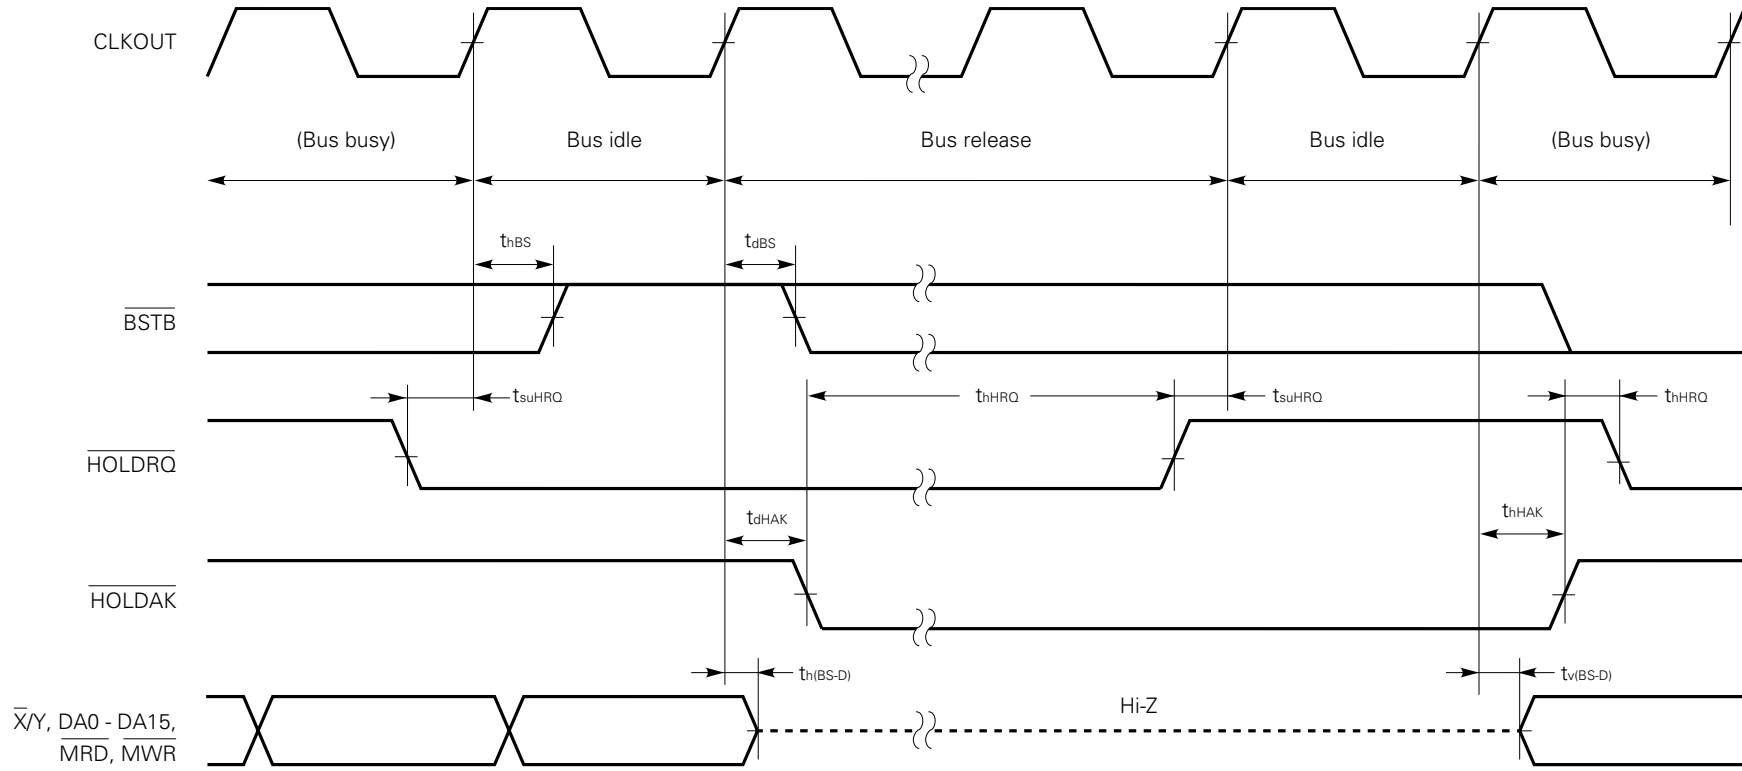 CLKOUT
(Bus busy) Bus idle Bus release Bus idle (Bus busy)
thBS tdBS
BSTB
tsuHRQ thHRQ tsuHRQ thHRQ
HOLDRQ
tdHAK thHAK
HOLDAK
th(BS-D) tv(BS-D)
Hi-Z
X/Y, DA0 - DA15,
MRD, MWR